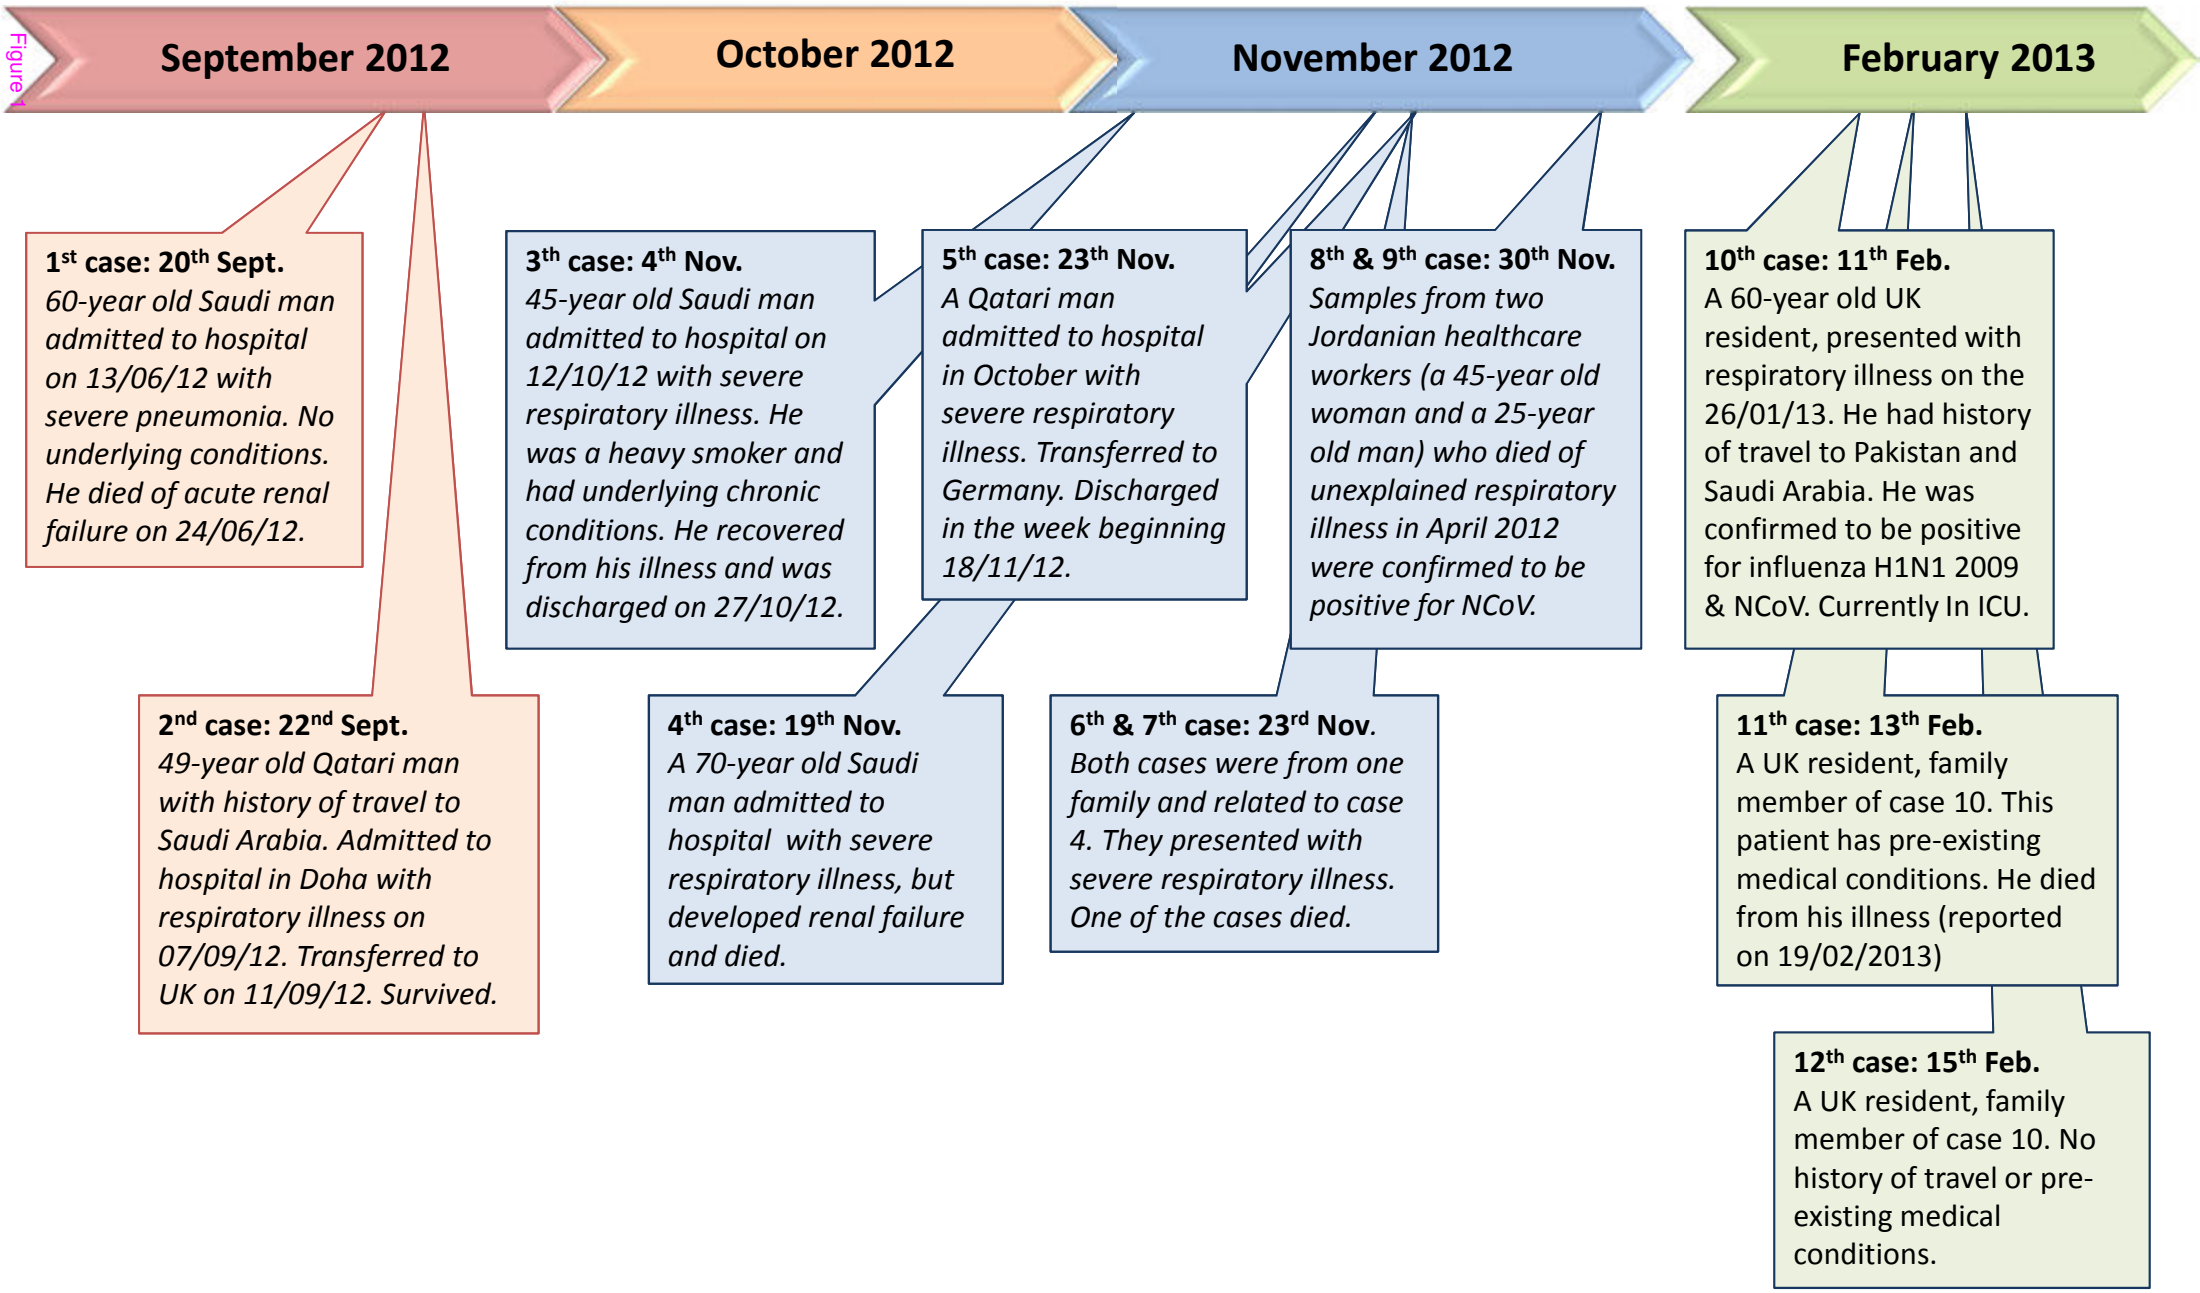 Figure 1
September 2012
October 2012
November 2012
February 2013
1st case: 20th Sept.
60-year old Saudi man
admitted to hospital
on 13/06/12 with
severe pneumonia. No
underlying conditions.
He died of acute renal
failure on 24/06/12.
2nd case: 22nd Sept.
49-year old Qatari man
with history of travel to
Saudi Arabia. Admitted to
hospital in Doha with
respiratory illness on
07/09/12. Transferred to
UK on 11/09/12. Survived.
3th case: 4th Nov.
45-year old Saudi man
admitted to hospital on
12/10/12 with severe
respiratory illness. He
was a heavy smoker and
had underlying chronic
conditions. He recovered
from his illness and was
discharged on 27/10/12.
4th case: 19th Nov.
A 70-year old Saudi
man admitted to
hospital with severe
respiratory illness, but
developed renal failure
and died.
5th case: 23th Nov.
A Qatari man
admitted to hospital
in October with
severe respiratory
illness. Transferred to
Germany. Discharged
in the week beginning
18/11/12.
6th & 7th case: 23rd Nov.
Both cases were from one
family and related to case
4. They presented with
severe respiratory illness.
One of the cases died.
8th & 9th case: 30th Nov.
Samples from two
Jordanian healthcare
workers (a 45-year old
woman and a 25-year
old man) who died of
unexplained respiratory
illness in April 2012
were confirmed to be
positive for NCoV.
10th case: 11th Feb.
A 60-year old UK
resident, presented with
respiratory illness on the
26/01/13. He had history
of travel to Pakistan and
Saudi Arabia. He was
confirmed to be positive
for influenza H1N1 2009
& NCoV. Currently In ICU.
11th case: 13th Feb.
A UK resident, family
member of case 10. This
patient has pre-existing
medical conditions. He died
from his illness (reported
on 19/02/2013)
12th case: 15th Feb.
A UK resident, family
member of case 10. No
history of travel or pre-
existing medical
conditions.